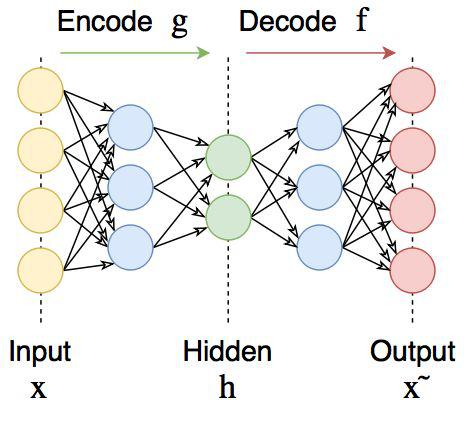 Encode g
Decode f
Input
x
Hidden
h
Output
x˜